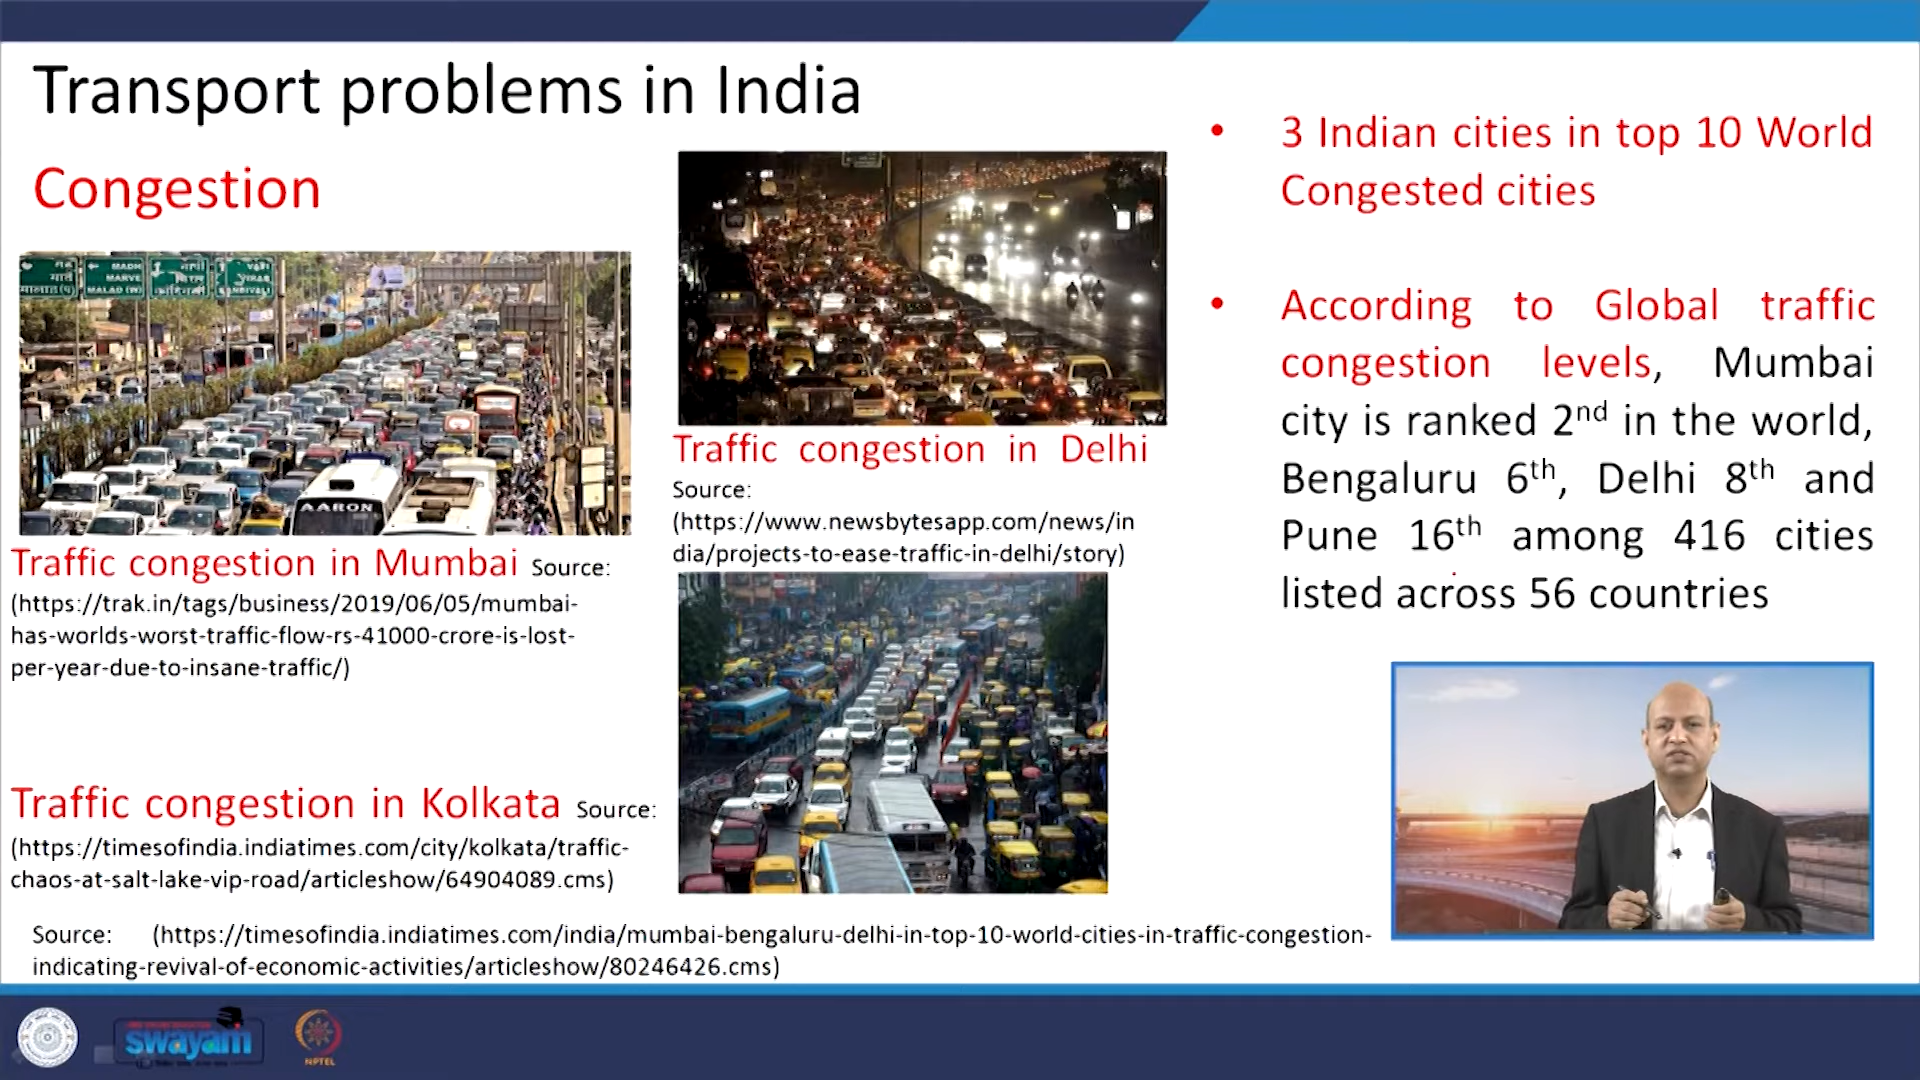 Transport problems in India
Congestion
MADH
MARVE
MALAD (W)
AARON
Traffic congestion in Mumbai Source:
(https://trak.in/tags/business/2019/06/05/mumbai-
has-worlds-worst-traffic-flow-rs-41000-crore-is-lost-
per-year-due-to-insane-traffic/)
Traffic congestion in Delhi
Source:
(https://www.newsbytesapp.com/news/in
dia/projects-to-ease-traffic-in-delhi/story)
Traffic congestion in Kolkata Source:
(https://timesofindia.indiatimes.com/city/kolkata/traffic-
chaos-at-salt-lake-vip-road/articleshow/64904089.cms)
• 3 Indian cities in top 10 World
Congested cities
• According to Global traffic
congestion levels, Mumbai
city is ranked 2nd in the world,
Bengaluru 6th, Delhi 8th and
Pune 16th among 416 cities
listed across 56 countries
Source: (https://timesofindia.indiatimes.com/india/mumbai-bengaluru-delhi-in-top-10-world-cities-in-traffic-congestion-
indicating-revival-of-economic-activities/articleshow/80246426.cms)
swayam
NPTEL